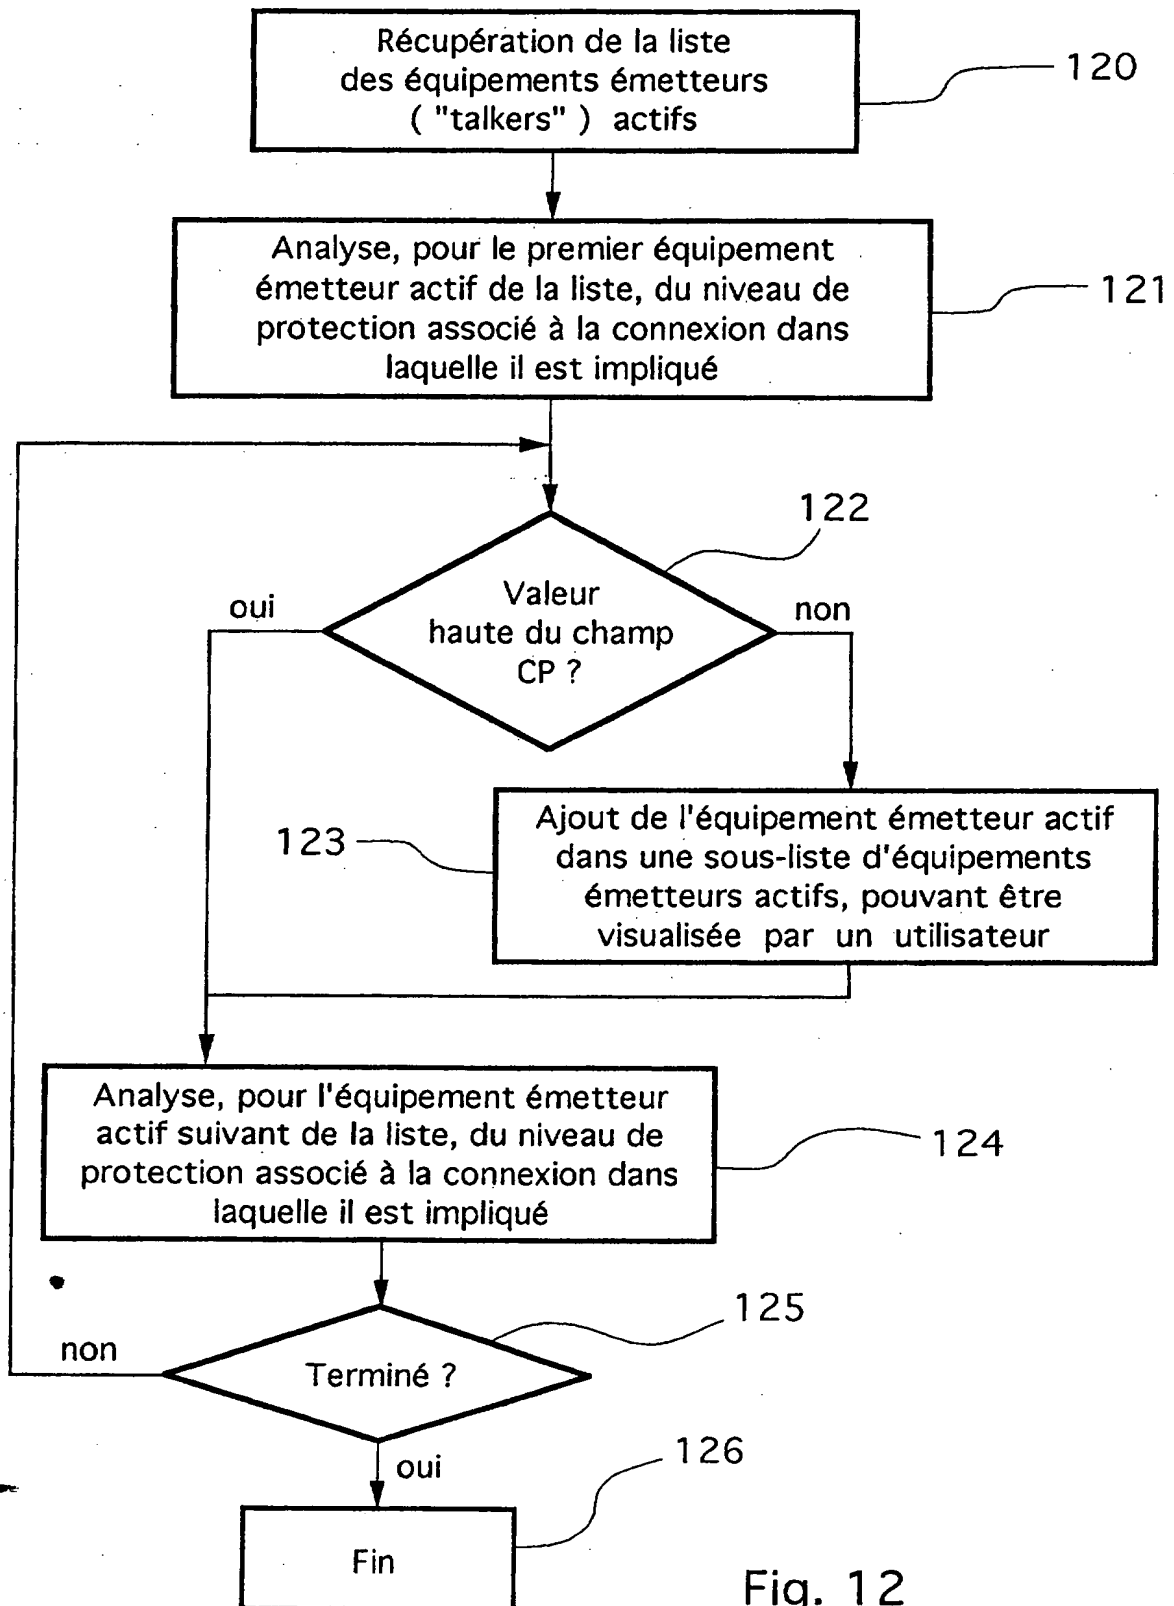 Récupération de la liste
des équipements émetteurs
( "talkers" ) actifs
120
Analyse, pour le premier équipement
émetteur actif de la liste, du niveau de
protection associé à la connexion dans
laquelle il est impliqué
121
122
Valeur
haute du champ
CP ?
oui
non
123
Ajout de l'équipement émetteur actif
dans une sous-liste d'équipements
émetteurs actifs, pouvant être
visualisée par un utilisateur
Analyse, pour l'équipement émetteur
actif suivant de la liste, du niveau de
protection associé à la connexion dans
laquelle il est impliqué
124
125
non
Terminé ?
oui
126
Fin
Fig. 12